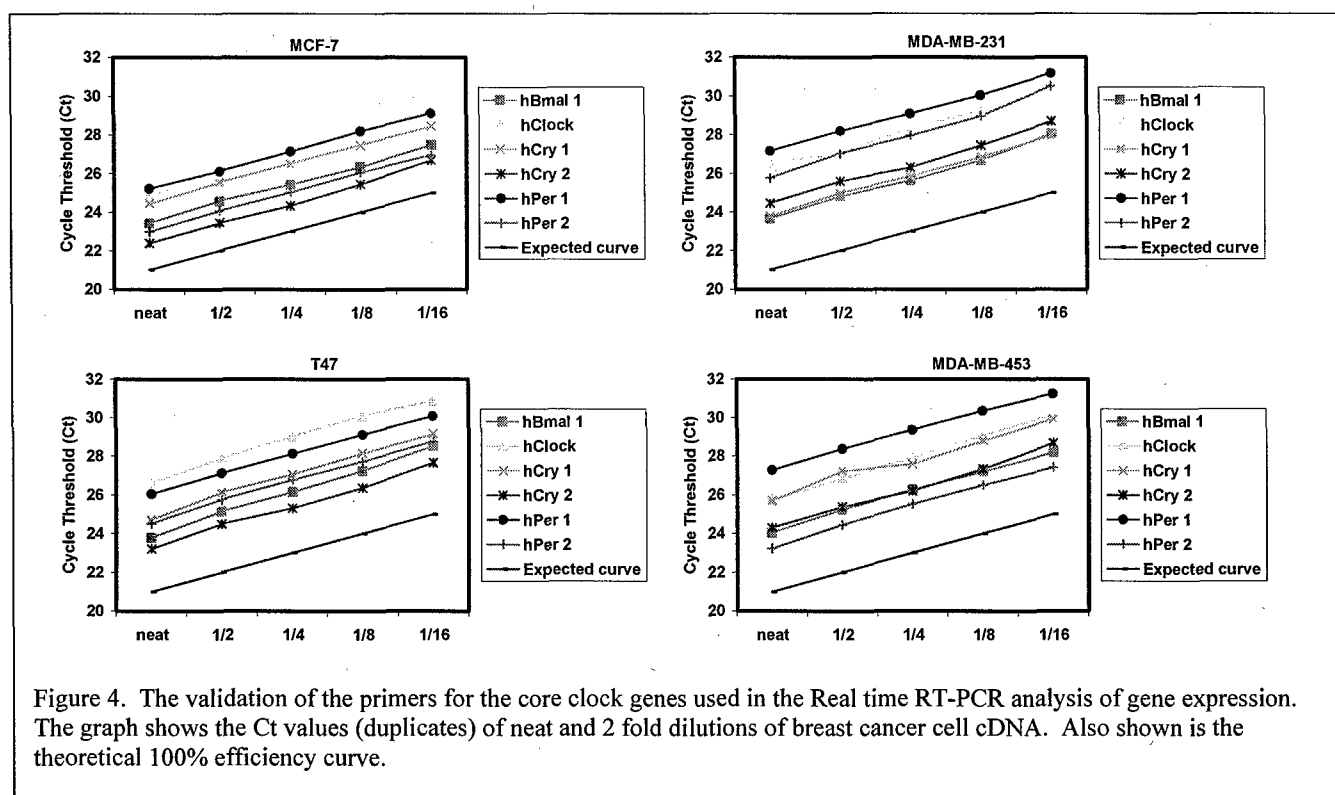 MCF-7
32
30
28
26
24
22
20
Cycle Threshold (Ct)
neat 1/2 1/4 1/8 1/16
hBmal 1
hClock
hCry 1
hCry 2
hPer 1
hPer 2
Expected curve
MDA-MB-231
32
30
28
26
24
22
20
Cycle Threshold (Ct)
neat 1/2 1/4 1/8 1/16
hBmal 1
hClock
hCry 1
hCry 2
hPer 1
hPer 2
Expected curve
T47
32
30
28
26
24
22
20
Cycle Threshold (Ct)
neat 1/2 1/4 1/8 1/16
hBmal 1
hClock
hCry 1
hCry 2
hPer 1
hPer 2
Expected curve
MDA-MB-453
32
30
28
26
24
22
20
Cycle Threshold (Ct)
neat 1/2 1/4 1/8 1/16
hBmal 1
hClock
hCry 1
hCry 2
hPer 1
hPer 2
Expected curve
Figure 4. The validation of the primers for the core clock genes used in the Real time RT-PCR analysis of gene expression.
The graph shows the Ct values (duplicates) of neat and 2 fold dilutions of breast cancer cell cDNA. Also shown is the
theoretical 100% efficiency curve.